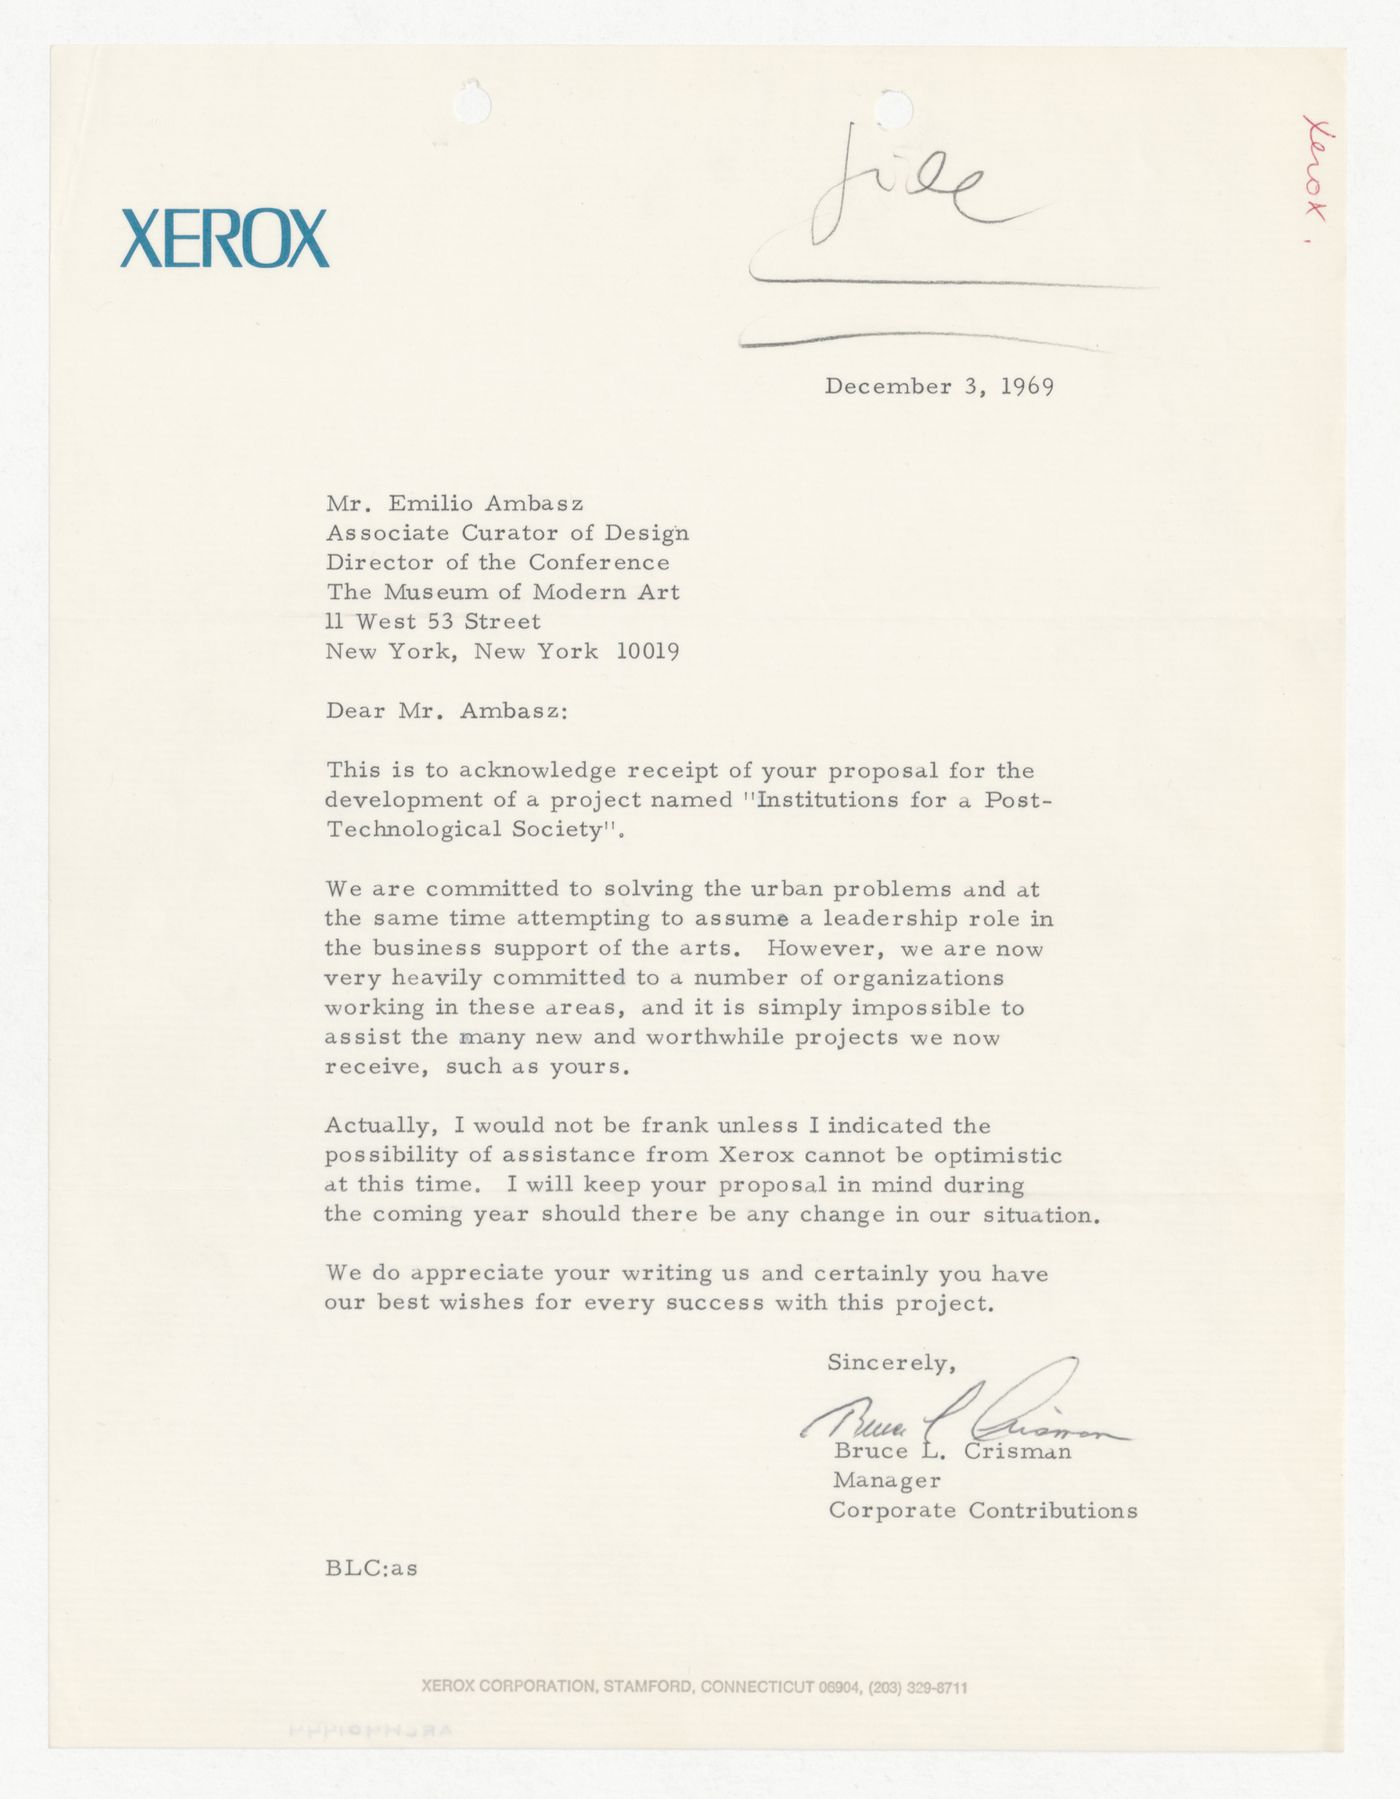 file
Xerox.
XEROX
December 3, 1969
Mr. Emilio Ambasz
Associate Curator of Design
Director of the Conference
The Museum of Modern Art
11 West 53 Street
New York, New York 10019
Dear Mr. Ambasz:
This is to acknowledge receipt of your proposal for the
development of a project named "Institutions for a Post-
Technological Society".
We are committed to solving the urban problems and at
the same time attempting to assume a leadership role in
the business support of the arts. However, we are now
very heavily committed to a number of organizations
working in these areas, and it is simply impossible to
assist the many new and worthwhile projects we now
receive, such as yours.
Actually, I would not be frank unless I indicated the
possibility of assistance from Xerox cannot be optimistic
at this time. I will keep your proposal in mind during
the coming year should there be any change in our situation.
We do appreciate your writing us and certainly you have
our best wishes for every success with this project.
Sincerely,
Bruce L Crisman
Bruce L. Crisman
Manager
Corporate Contributions
BLC:as
XEROX CORPORATION, STAMFORD, CONNECTICUT 06904, (203) 329-8711